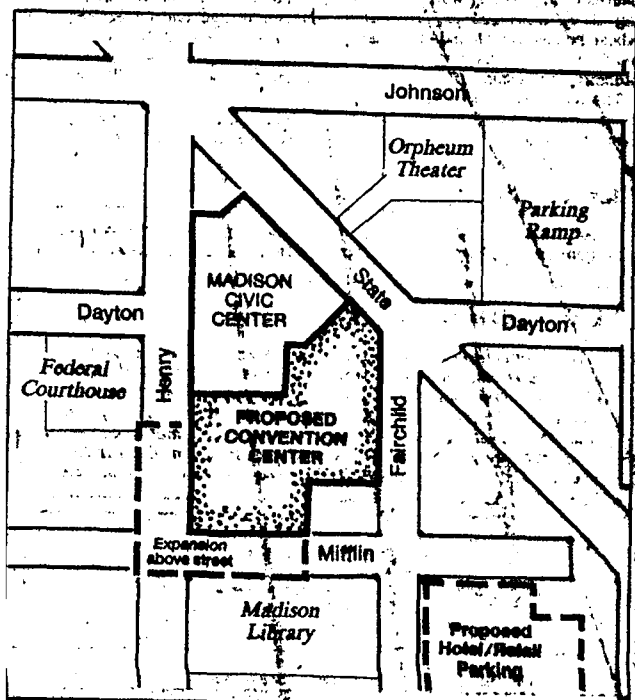 Johnson
Orpheum
Theater
Parking
Ramp
State
MADISON
CIVIC
CENTER
Dayton
Dayton
Federal
Courthouse
Henry
PROPOSED
CONVENTION
CENTER
Fairchild
Expansion
above street
Mifflin
Madison
Library
Proposed
Hotel/Retail
Parking